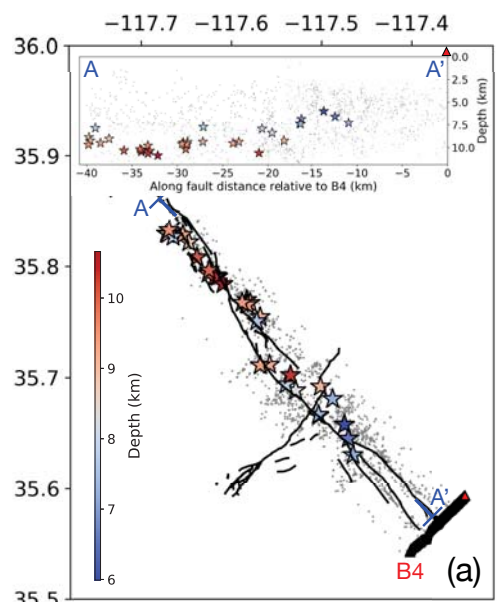 −117.7 −117.6 −117.5 −117.4
36.0
A A’
0.0
2.5
5.0
7.5
10.0
Depth (km)
−40 −35 −30 −25 −20 −15 −10 −5 0
Along fault distance relative to B4 (km)
35.9
A
35.8
10
9
8
7
6
Depth (km)
35.7
35.6
A’
B4
(a)
35.5